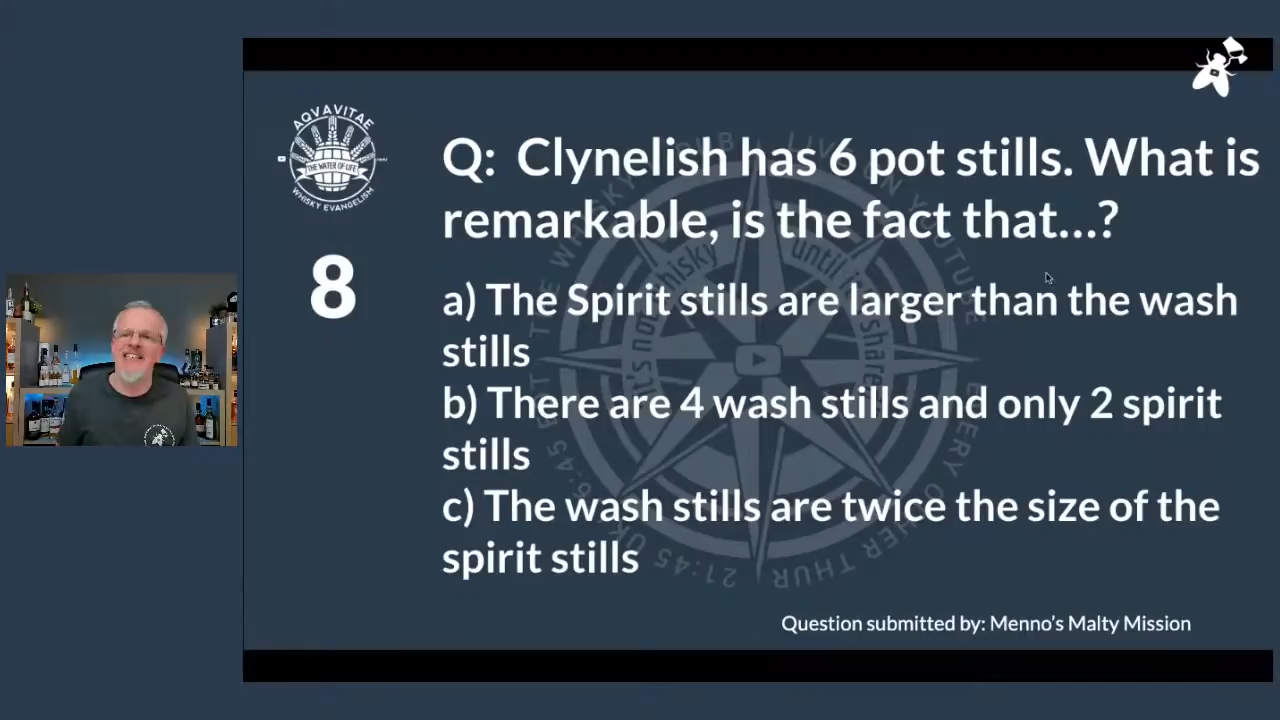 AQVAVITAE
THE WATER OF LIFE
WHISKY EVANGELISM
8
Q: Clynelish has 6 pot stills. What is
remarkable, is the fact that...?
a) The Spirit stills are larger than the wash
stills
b) There are 4 wash stills and only 2 spirit
stills
c) The wash stills are twice the size of the
spirit stills
Question submitted by: Menno's Malty Mission